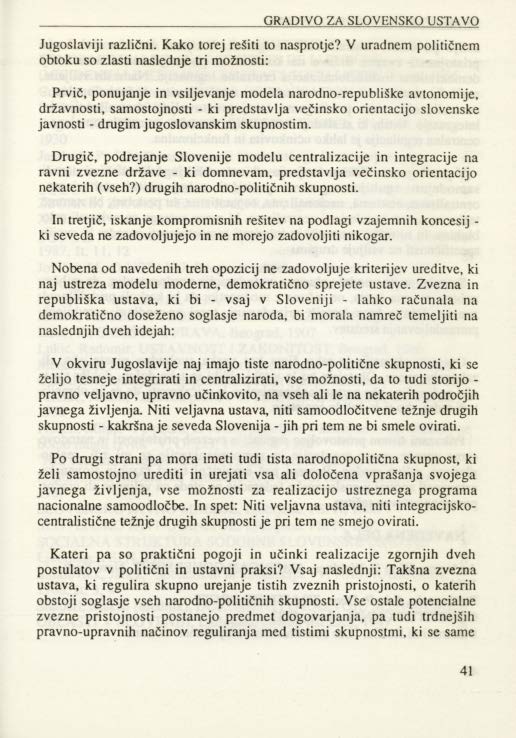 GRADIVO ZA SLOVENSKO USTAVO
Jugoslaviji različni. Kako torej rešiti to nasprotje? V uradnem političnem
obtoku so zlasti naslednje tri možnosti:
Prvič, ponujanje in vsiljevanje modela narodno-republiške avtonomije,
državnosti, samostojnosti - ki predstavlja večinsko orientacijo slovenske
javnosti - drugim jugoslovanskim skupnostim.
Drugič, podrejanje Slovenije modelu centralizacije in integracije na
ravni zvezne države - ki domnevam, predstavlja večinsko orientacijo
nekaterih (vseh?) drugih narodno-političnih skupnosti.
In tretjič, iskanje kompromisnih rešitev na podlagi vzajemnih koncesij -
ki seveda ne zadovoljujejo in ne morejo zadovoljiti nikogar.
Nobena od navedenih treh opozicij ne zadovoljuje kriterijev ureditve, ki
naj ustreza modelu moderne, demokratično sprejete ustave. Zvezna in
republiška ustava, ki bi - vsaj v Sloveniji - lahko računala na
demokratično doseženo soglasje naroda, bi morala namreč temeljiti na
naslednjih dveh idejah:
V okviru Jugoslavije naj imajo tiste narodno-politične skupnosti, ki se
želijo tesneje integrirati in centralizirati, vse možnosti, da to tudi storijo -
pravno veljavno, upravno učinkovito, na vseh ali le na nekaterih področjih
javnega življenja. Niti veljavna ustava, niti samoodločitvene težnje drugih
skupnosti - kakršna je seveda Slovenija - jih pri tem ne bi smele ovirati.
Po drugi strani pa mora imeti tudi tista narodnopolitična skupnost, ki
želi samostojno urediti in urejati vsa ali določena vprašanja svojega
javnega življenja, vse možnosti za realizacijo ustreznega programa
nacionalne samoodločbe. In spet: Niti veljavna ustava, niti integracijsko-
centralistične težnje drugih skupnosti je pri tem ne smejo ovirati.
Kateri pa so praktični pogoji in učinki realizacije zgornjih dveh
postulatov v politični in ustavni praksi? Vsaj naslednji: Takšna zvezna
ustava, ki regulira skupno urejanje tistih zveznih pristojnosti, o katerih
obstoji soglasje vseh narodno-političnih skupnosti. Vse ostale potencialne
zvezne pristojnosti postanejo predmet dogovarjanja, pa tudi trdnejših
pravno-upravnih načinov reguliranja med tistimi skupnostmi, ki se same
41